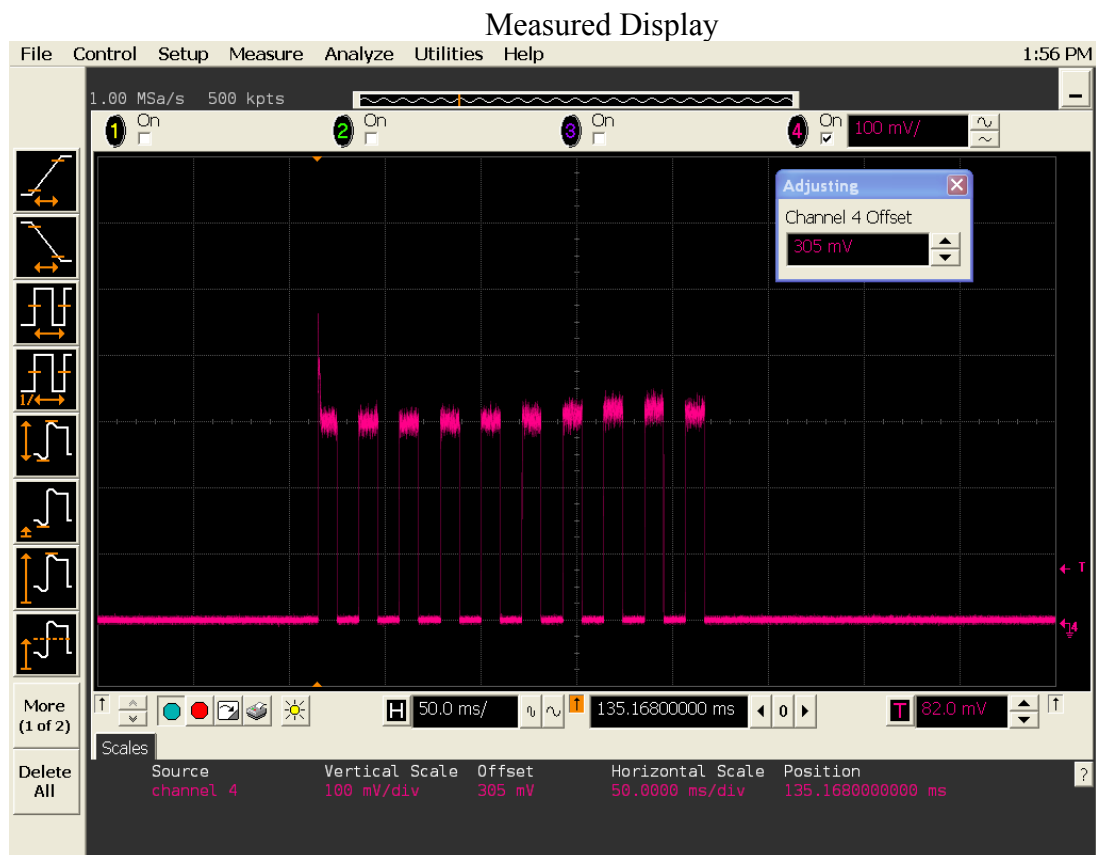 Measured Display
File Control Setup Measure Analyze Utilities Help 1:56 PM
1.00 MSa/s 500 kpts
1 On 2 On 3 On 4 On 100 mV/
Adjusting
Channel 4 Offset
305 mV
1/
T
4
More
(1 of 2)
Delete
All
H 50.0 ms/ 135.16800000 ms 0 T 82.0 mV
Scales
Source Vertical Scale Offset Horizontal Scale Position ?
channel 4 100 mV/div 305 mV 50.0000 ms/div 135.1680000000 ms